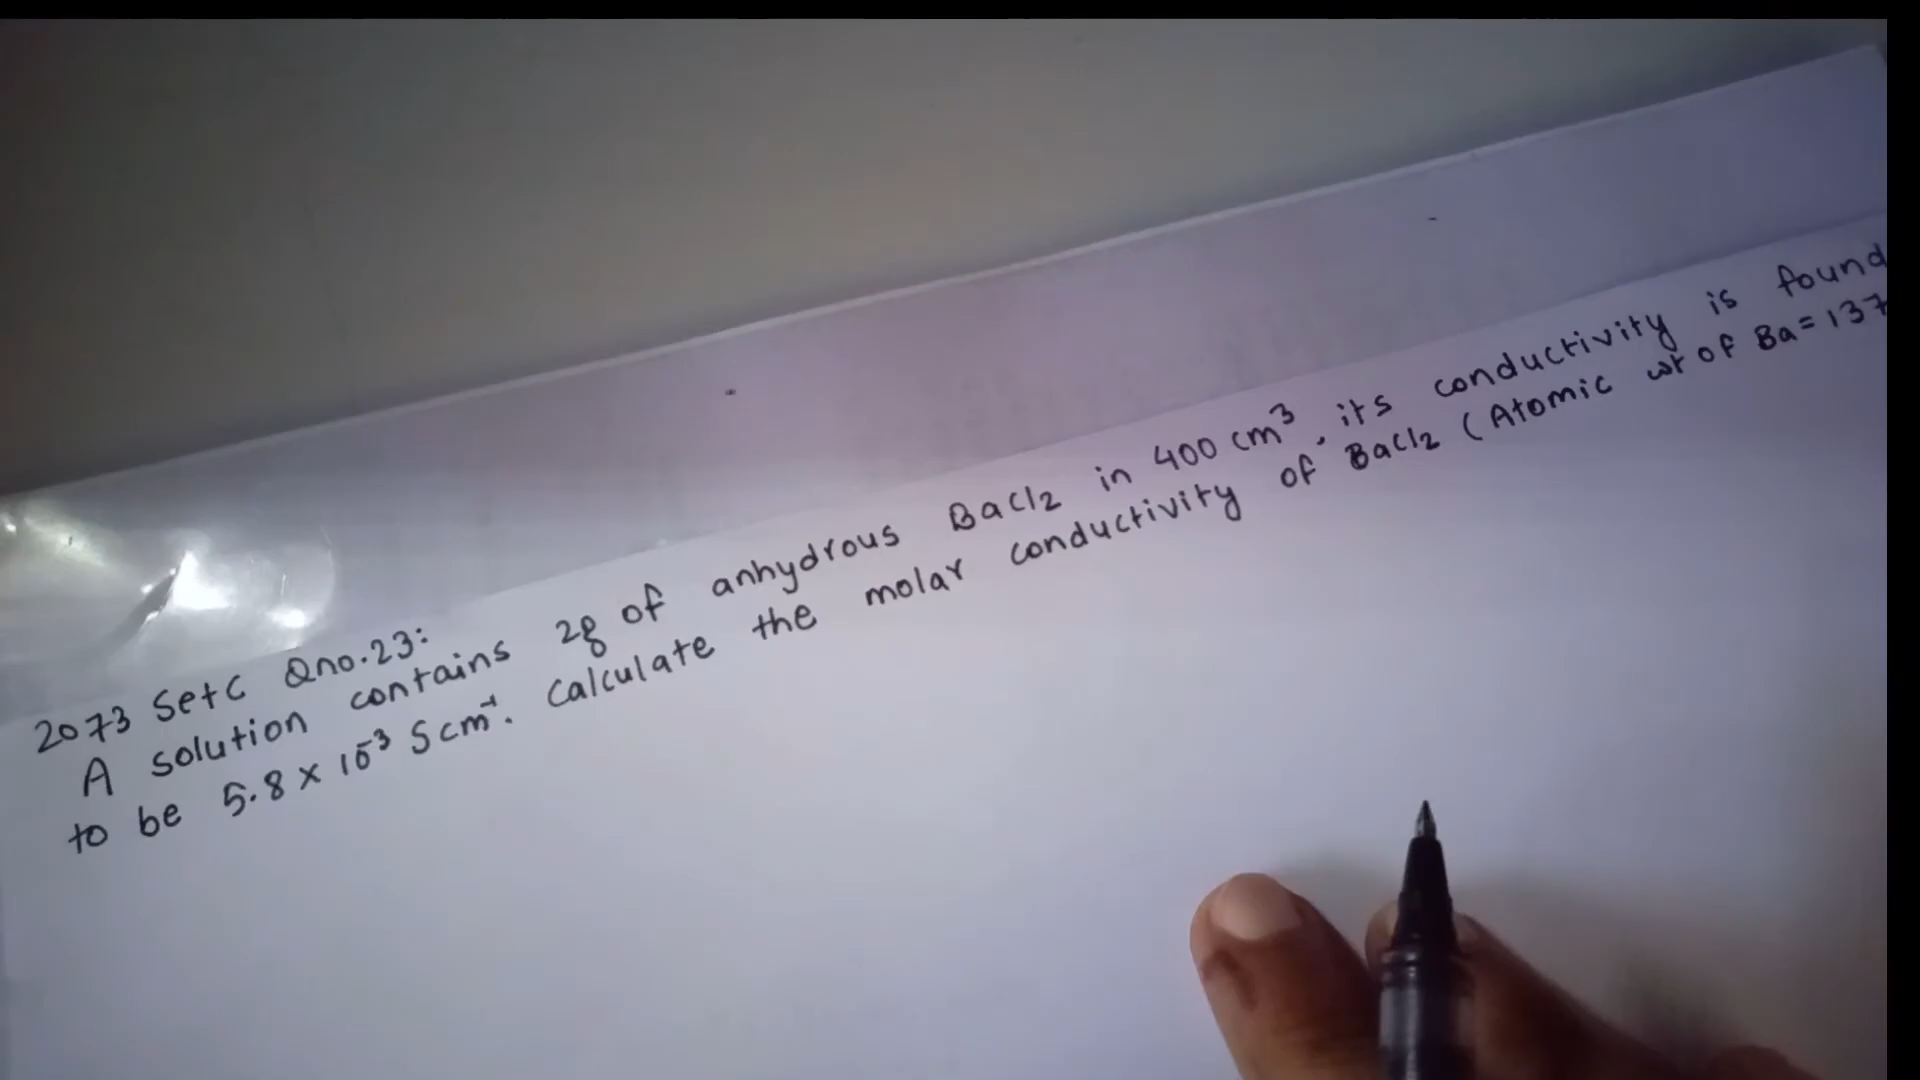 2073 Set C Qno.23:
A solution contains 2g of anhydrous BaCl2 in 400 cm³. its conductivity is found
to be 5.8 × 10⁻³ S cm⁻¹. Calculate the molar conductivity of BaCl2 (Atomic wt of Ba = 137